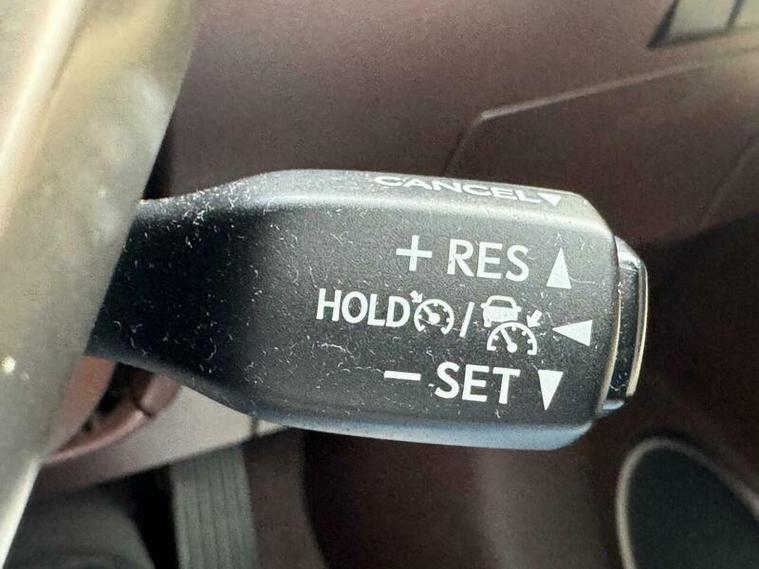 CANCEL▼
+ RES ▲
HOLD / ◀
− SET ▼